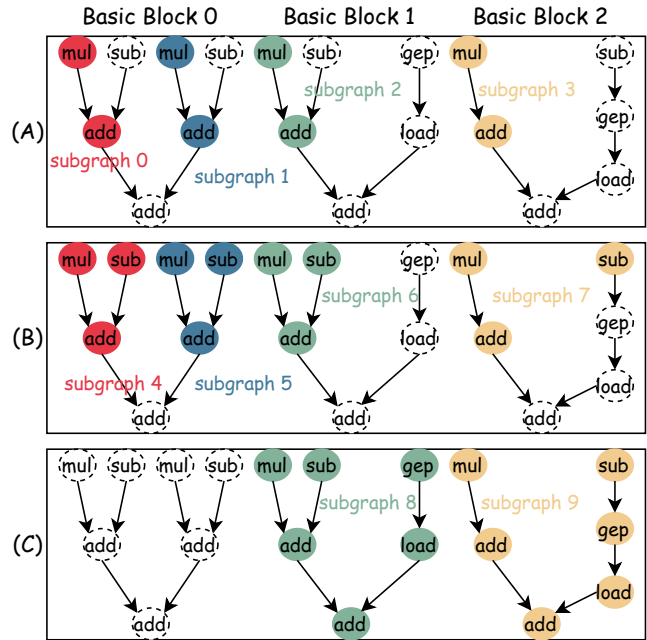 Basic Block 0 Basic Block 1 Basic Block 2
mul sub mul sub mul sub gep mul sub
subgraph 2 subgraph 3
gep
(A) add add add load add
subgraph 0
subgraph 1 load
add add add
mul sub mul sub mul sub gep mul sub
subgraph 6 subgraph 7
gep
(B) add add add load add
subgraph 4 subgraph 5 load
add add add
mul sub mul sub mul sub gep mul sub
subgraph 8 subgraph 9
gep
(C) add add add load add
load
add add add